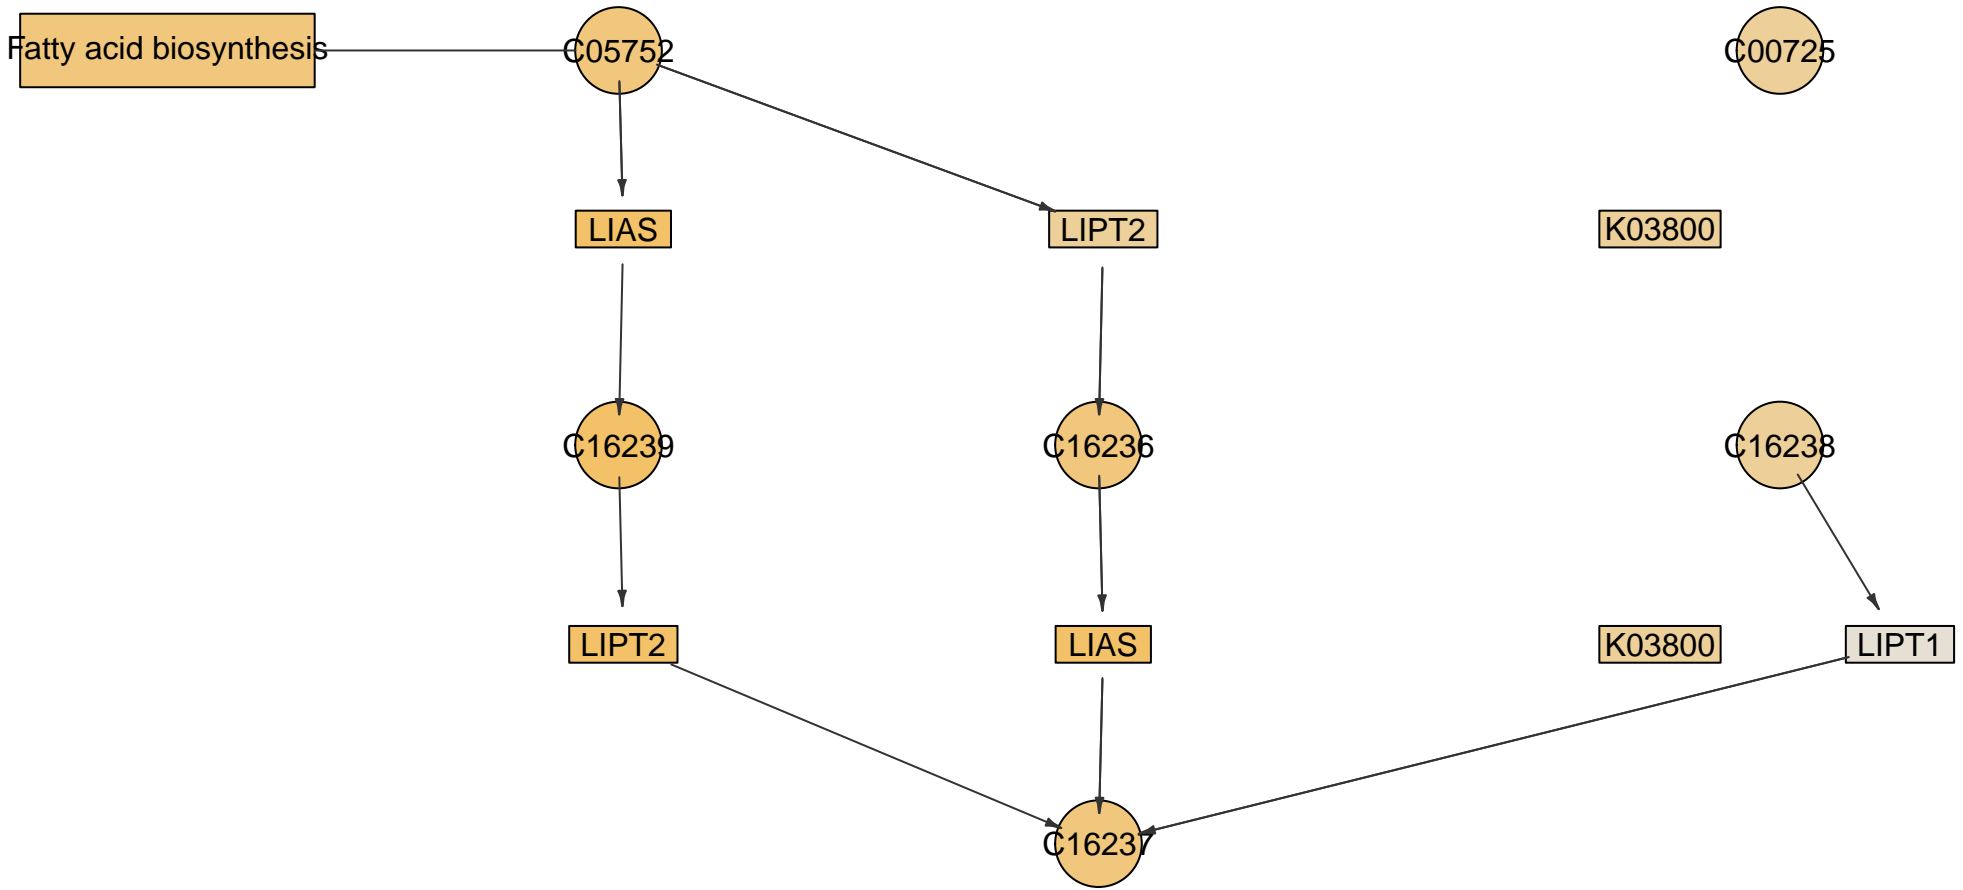 Fatty acid biosynthesis
C05752
C00725
LIAS
LIPT2
K03800
C16239
C16236
C16238
LIPT2
LIAS
K03800
LIPT1
C16237